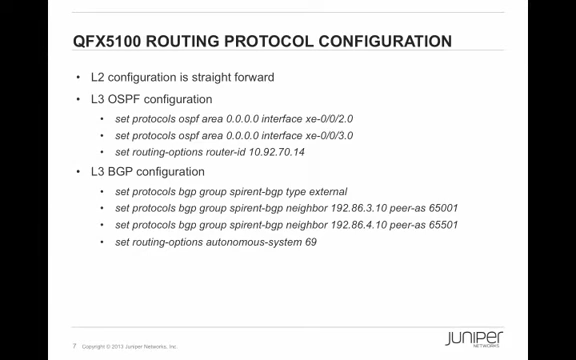 QFX5100 ROUTING PROTOCOL CONFIGURATION
• L2 configuration is straight forward
• L3 OSPF configuration
• set protocols ospf area 0.0.0.0 interface xe-0/0/2.0
• set protocols ospf area 0.0.0.0 interface xe-0/0/3.0
• set routing-options router-id 10.92.70.14
• L3 BGP configuration
• set protocols bgp group spirent-bgp type external
• set protocols bgp group spirent-bgp neighbor 192.86.3.10 peer-as 65001
• set protocols bgp group spirent-bgp neighbor 192.86.4.10 peer-as 65501
• set routing-options autonomous-system 69
7 Copyright © 2013 Juniper Networks, Inc.
JUNIPER
NETWORKS